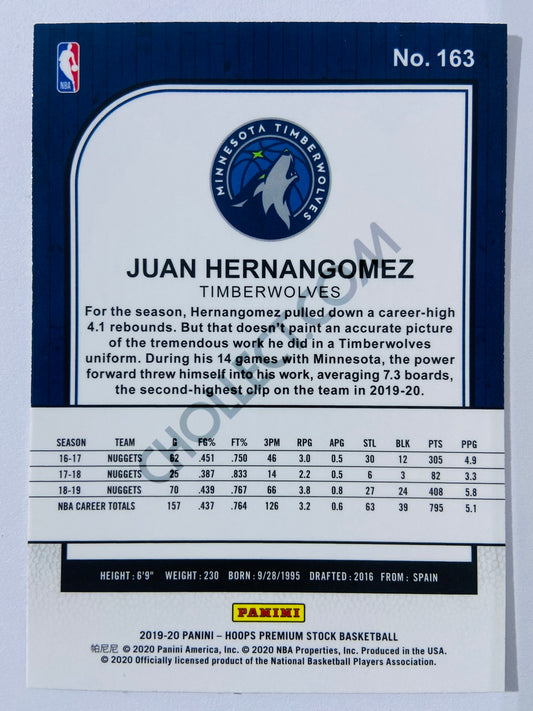 NBA
No. 163
MINNESOTA TIMBERWOLVES
JUAN HERNANGOMEZ
TIMBERWOLVES
For the season, Hernangomez pulled down a career-high
4.1 rebounds. But that doesn't paint an accurate picture
of the tremendous work he did in a Timberwolves
uniform. During his 14 games with Minnesota, the power
forward threw himself into his work, averaging 7.3 boards,
the second-highest clip on the team in 2019-20.
CHOLLECT.COM
SEASON TEAM G FG% FT% 3PM RPG APG STL BLK PTS PPG
16-17 NUGGETS 62 .451 .750 46 3.0 0.5 30 12 305 4.9
17-18 NUGGETS 25 .387 .833 14 2.2 0.5 6 3 82 3.3
18-19 NUGGETS 70 .439 .767 66 3.8 0.8 27 24 408 5.8
NBA CAREER TOTALS 157 .437 .764 126 3.2 0.6 63 39 795 5.1
HEIGHT: 6'9" WEIGHT: 230 BORN: 9/28/1995 DRAFTED: 2016 FROM: SPAIN
PANINI
2019-20 PANINI – HOOPS PREMIUM STOCK BASKETBALL
帕尼尼 © 2020 Panini America, Inc. © 2020 NBA Properties, Inc. Produced in the USA.
© 2020 Officially licensed product of the National Basketball Players Association.